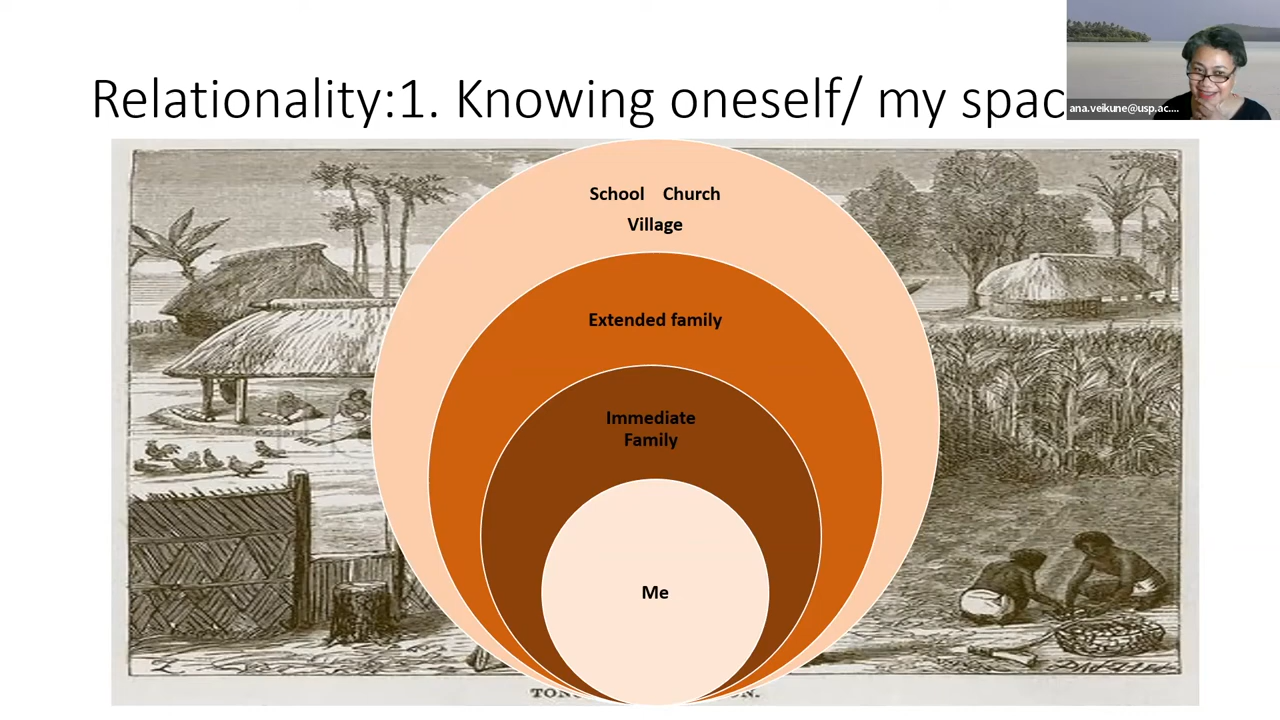 Relationality:1. Knowing oneself/ my spac
ana.veikune@usp.ac....
School Church
Village
Extended family
Immediate
Family
Me